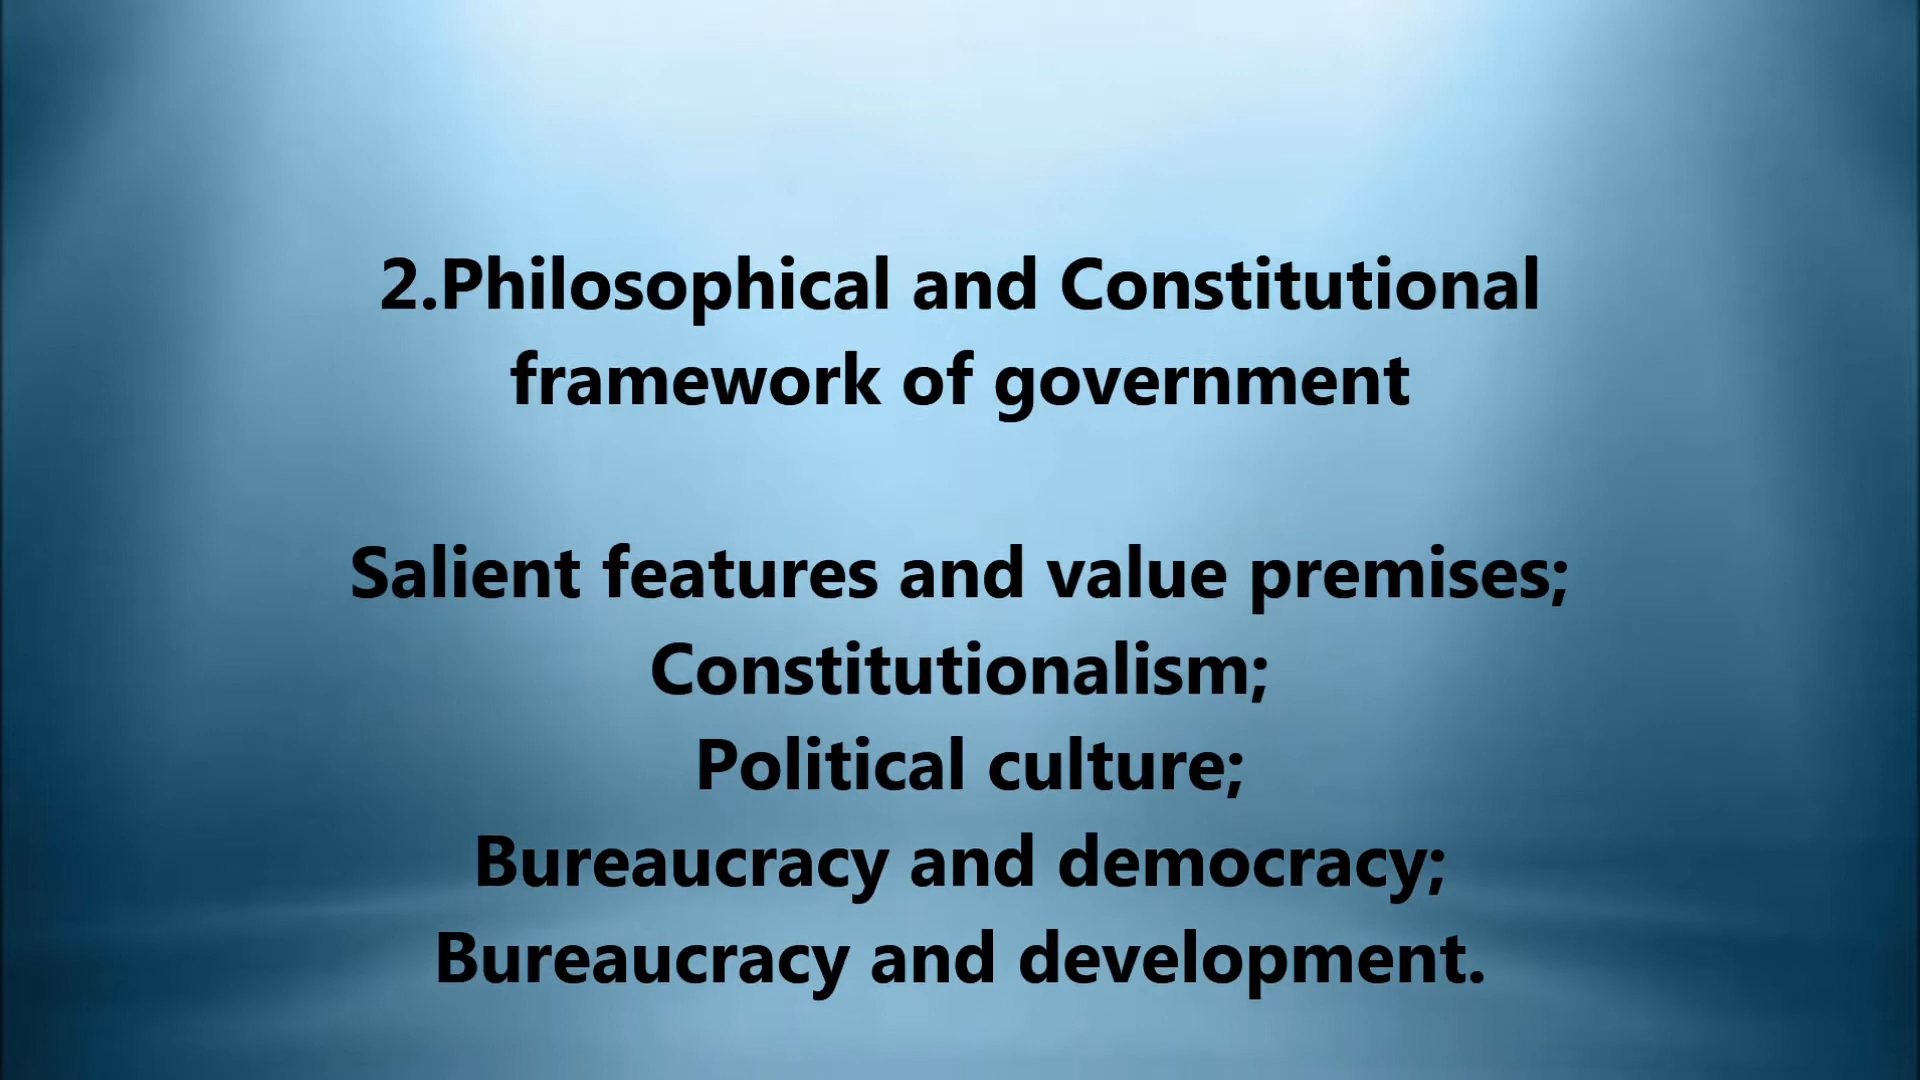 2.Philosophical and Constitutional
framework of government
Salient features and value premises;
Constitutionalism;
Political culture;
Bureaucracy and democracy;
Bureaucracy and development.